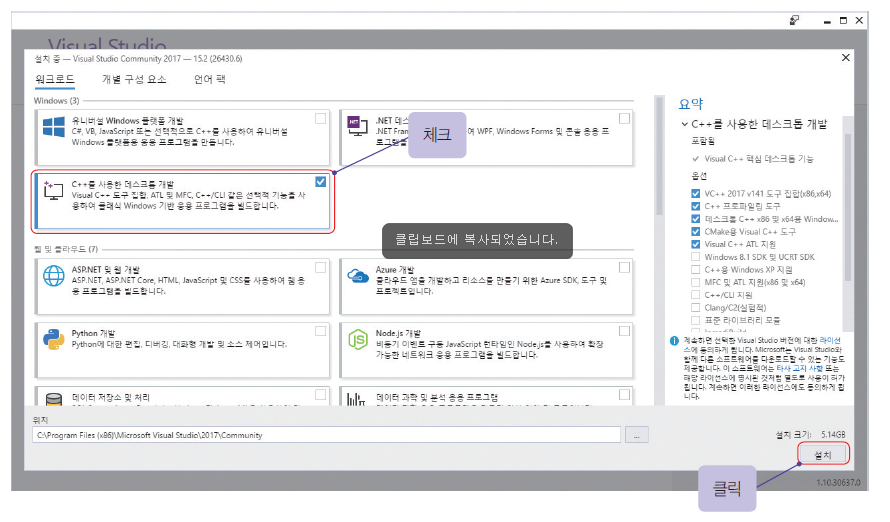 Visual Studio
설치 중 — Visual Studio Community 2017 — 15.2 (26430.6)
워크로드 개별 구성 요소 언어 팩
Windows (3)
유니버설 Windows 플랫폼 개발
C#, VB, JavaScript 또는 선택적으로 C++를 사용하여 유니버설
Windows 플랫폼용 응용 프로그램을 만듭니다.
.NET 데스
.NET Fram 여 WPF, Windows Forms 및 콘솔 응용 프
로그램을
체크
C++를 사용한 데스크톱 개발
Visual C++ 도구 집합, ATL 및 MFC, C++/CLI 같은 선택적 기능을 사
용하여 클래식 Windows 기반 응용 프로그램을 빌드합니다.
클립보드에 복사되었습니다.
웹 및 클라우드 (7)
ASP.NET 및 웹 개발
ASP.NET, ASP.NET Core, HTML, JavaScript 및 CSS를 사용하여 웹 응
용 프로그램을 빌드합니다.
Azure 개발
클라우드 앱을 개발하고 리소스를 만들기 위한 Azure SDK, 도구 및
프로젝트입니다.
Python 개발
Python에 대한 편집, 디버깅, 대화형 개발 및 소스 제어입니다.
Node.js 개발
비동기 이벤트 구동 JavaScript 런타임인 Node.js를 사용하여 확장
가능한 네트워크 응용 프로그램을 빌드합니다.
데이터 저장소 및 처리
데이터 과학 및 분석 응용 프로그램
요약
C++를 사용한 데스크톱 개발
포함됨
Visual C++ 핵심 데스크톱 기능
옵션
VC++ 2017 v141 도구 집합(x86,x64)
C++ 프로파일링 도구
데스크톱 C++ x86 및 x64용 Window...
CMake용 Visual C++ 도구
Visual C++ ATL 지원
Windows 8.1 SDK 및 UCRT SDK
C++용 Windows XP 지원
MFC 및 ATL 지원(x86 및 x64)
C++/CLI 지원
Clang/C2(실험적)
표준 라이브러리 모듈
계속하면 선택한 Visual Studio 버전에 대한 라이선
스에 동의하게 됩니다. Microsoft는 Visual Studio와
함께 다른 소프트웨어를 다운로드할 수 있는 기능도
제공합니다. 이 소프트웨어는 타사 고지 사항 또는
해당 라이선스에 명시된 것처럼 별도로 사용이 허가
됩니다. 계속하면 이러한 라이선스에도 동의하게 됩
니다.
위치
C:\Program Files (x86)\Microsoft Visual Studio\2017\Community
...
설치 크기: 5.14GB
설치
클릭
1.10.30637.0